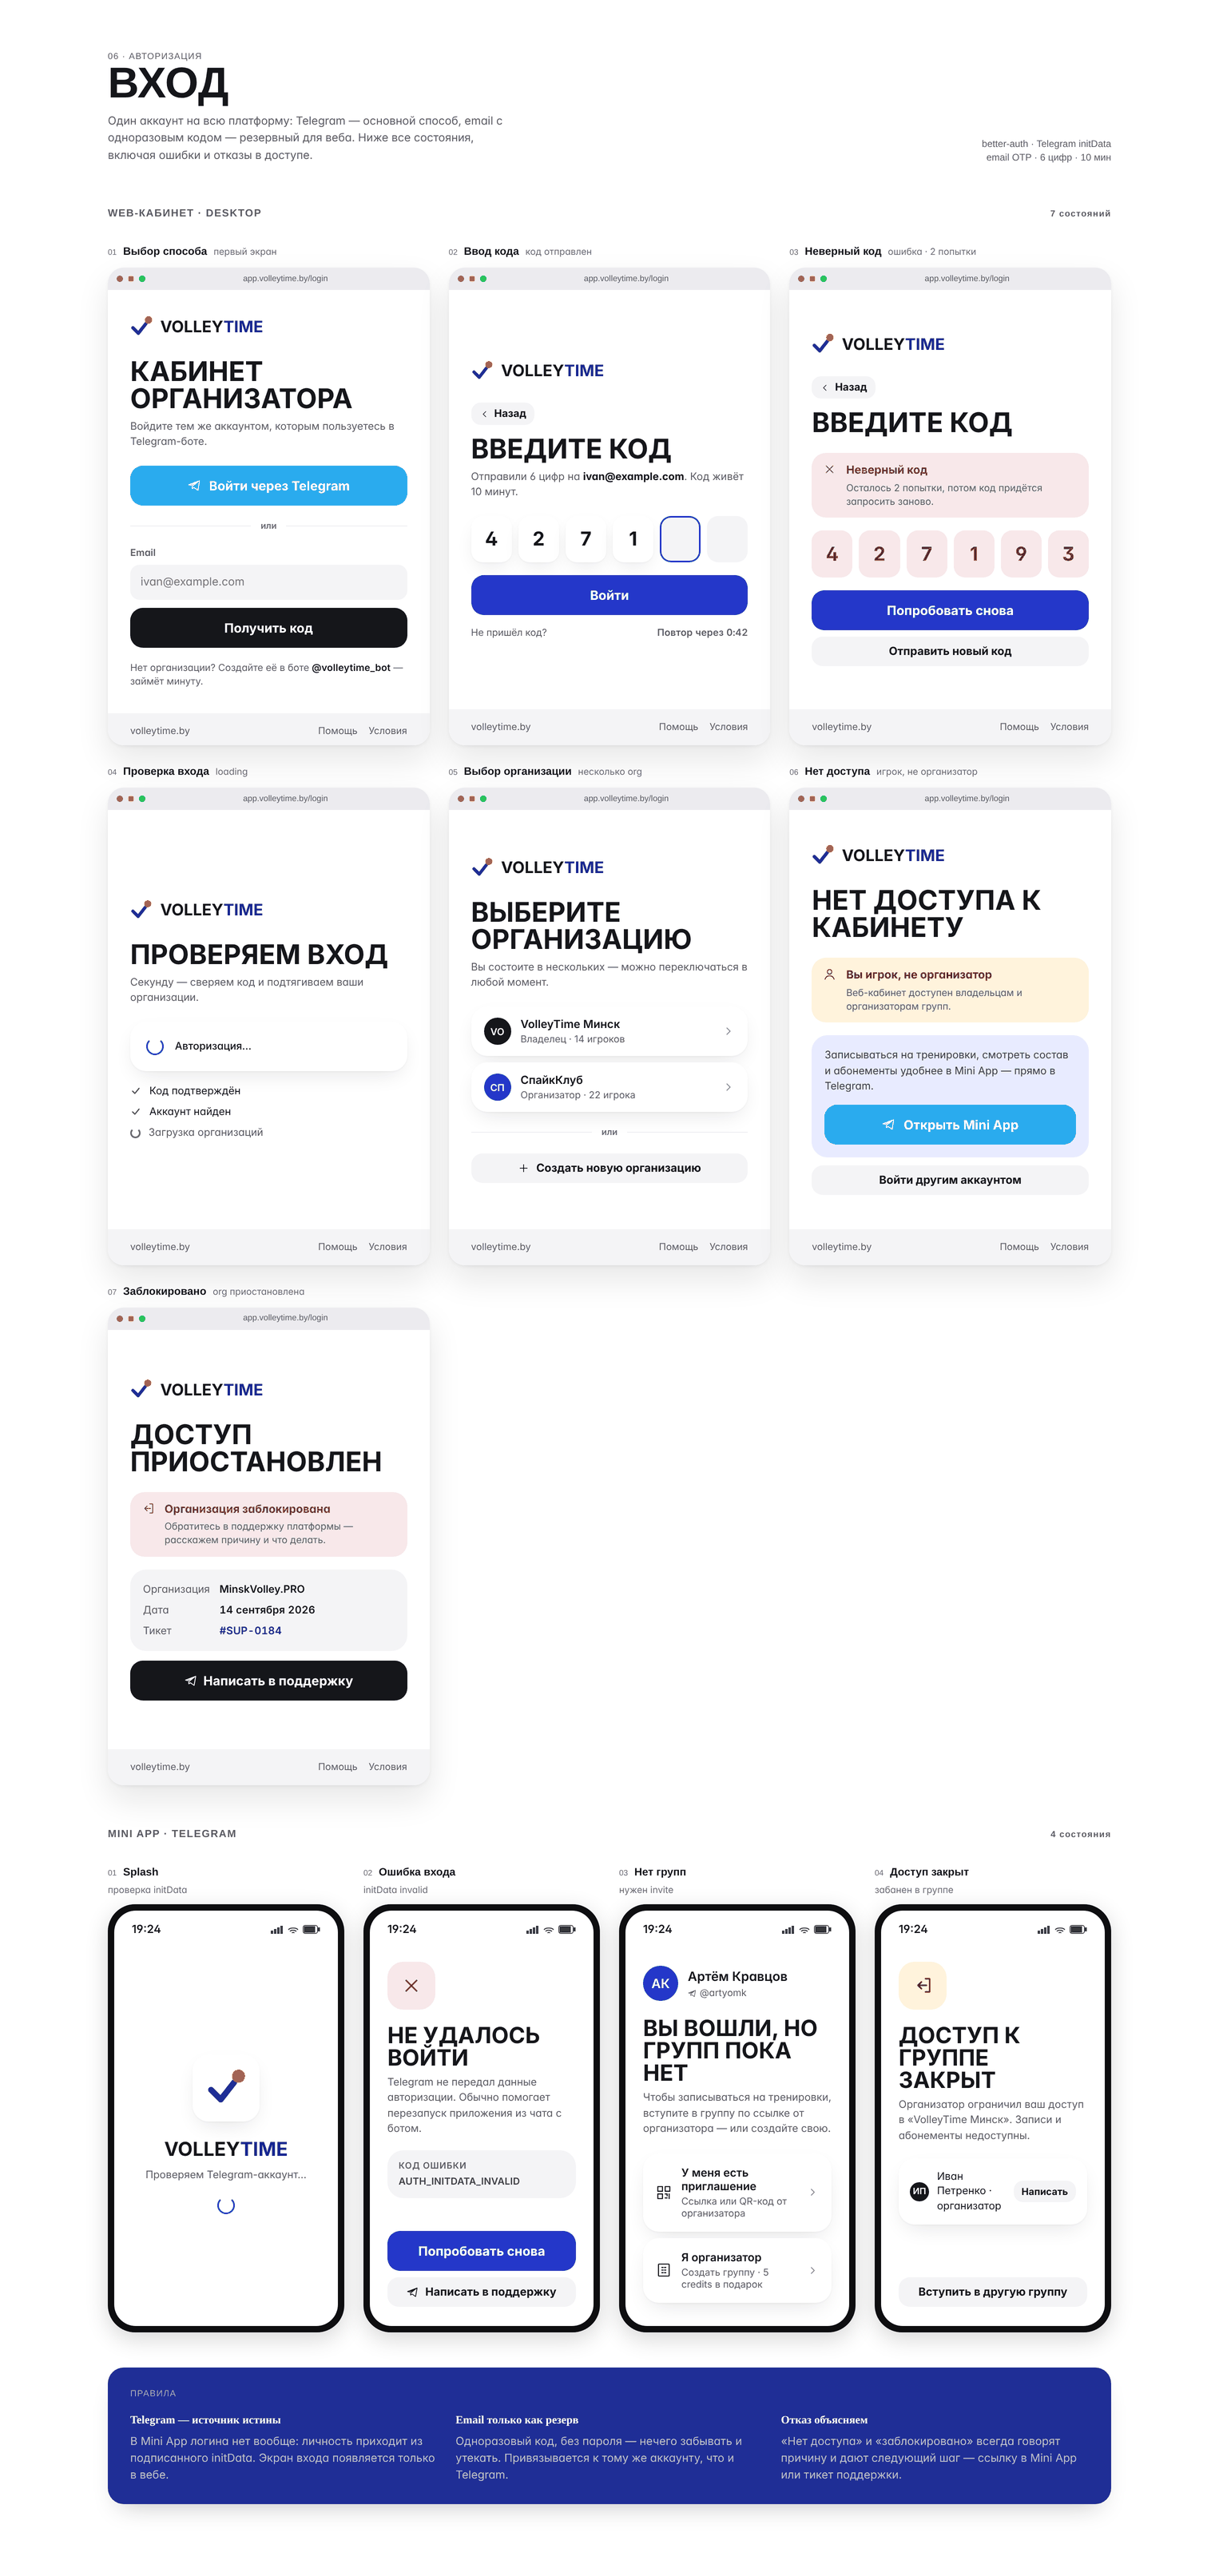 06 · АВТОРИЗАЦИЯ
ВХОД
Один аккаунт на всю платформу: Telegram — основной способ, email с
одноразовым кодом — резервный для веба. Ниже все состояния,
включая ошибки и отказы в доступе.
better-auth · Telegram initData
email OTP · 6 цифр · 10 мин
WEB-КАБИНЕТ · DESKTOP
7 состояний
01 Выбор способа первый экран
app.volleytime.by/login
VOLLEYTIME
КАБИНЕТ
ОРГАНИЗАТОРА
Войдите тем же аккаунтом, которым пользуетесь в
Telegram-боте.
Войти через Telegram
или
Email
ivan@example.com
Получить код
Нет организации? Создайте её в боте @volleytime_bot —
займёт минуту.
volleytime.by Помощь Условия
02 Ввод кода код отправлен
app.volleytime.by/login
VOLLEYTIME
Назад
ВВЕДИТЕ КОД
Отправили 6 цифр на ivan@example.com. Код живёт
10 минут.
4 2 7 1
Войти
Не пришёл код? Повтор через 0:42
volleytime.by Помощь Условия
03 Неверный код ошибка · 2 попытки
app.volleytime.by/login
VOLLEYTIME
Назад
ВВЕДИТЕ КОД
Неверный код
Осталось 2 попытки, потом код придётся
запросить заново.
4 2 7 1 9 3
Попробовать снова
Отправить новый код
volleytime.by Помощь Условия
04 Проверка входа loading
app.volleytime.by/login
VOLLEYTIME
ПРОВЕРЯЕМ ВХОД
Секунду — сверяем код и подтягиваем ваши
организации.
Авторизация...
Код подтверждён
Аккаунт найден
Загрузка организаций
volleytime.by Помощь Условия
05 Выбор организации несколько org
app.volleytime.by/login
VOLLEYTIME
ВЫБЕРИТЕ
ОРГАНИЗАЦИЮ
Вы состоите в нескольких — можно переключаться в
любой момент.
VO
VolleyTime Минск
Владелец · 14 игроков
СП
СпайкКлуб
Организатор · 22 игрока
или
Создать новую организацию
volleytime.by Помощь Условия
06 Нет доступа игрок, не организатор
app.volleytime.by/login
VOLLEYTIME
НЕТ ДОСТУПА К
КАБИНЕТУ
Вы игрок, не организатор
Веб-кабинет доступен владельцам и
организаторам групп.
Записываться на тренировки, смотреть состав
и абонементы удобнее в Mini App — прямо в
Telegram.
Открыть Mini App
Войти другим аккаунтом
volleytime.by Помощь Условия
07 Заблокировано org приостановлена
app.volleytime.by/login
VOLLEYTIME
ДОСТУП
ПРИОСТАНОВЛЕН
Организация заблокирована
Обратитесь в поддержку платформы —
расскажем причину и что делать.
Организация MinskVolley.PRO
Дата 14 сентября 2026
Тикет #SUP-0184
Написать в поддержку
volleytime.by Помощь Условия
MINI APP · TELEGRAM
4 состояния
01 Splash
проверка initData
19:24
VOLLEYTIME
Проверяем Telegram-аккаунт...
02 Ошибка входа
initData invalid
19:24
НЕ УДАЛОСЬ
ВОЙТИ
Telegram не передал данные
авторизации. Обычно помогает
перезапуск приложения из чата с
ботом.
КОД ОШИБКИ
AUTH_INITDATA_INVALID
Попробовать снова
Написать в поддержку
03 Нет групп
нужен invite
19:24
АК
Артём Кравцов
@artyomk
ВЫ ВОШЛИ, НО
ГРУПП ПОКА
НЕТ
Чтобы записываться на тренировки,
вступите в группу по ссылке от
организатора — или создайте свою.
У меня есть
приглашение
Ссылка или QR-код от
организатора
Я организатор
Создать группу · 5
credits в подарок
04 Доступ закрыт
забанен в группе
19:24
ДОСТУП К
ГРУППЕ
ЗАКРЫТ
Организатор ограничил ваш доступ
в «VolleyTime Минск». Записи и
абонементы недоступны.
ИП
Иван
Петренко ·
организатор
Написать
Вступить в другую группу
ПРАВИЛА
Telegram — источник истины
В Mini App логина нет вообще: личность приходит из
подписанного initData. Экран входа появляется только
в вебе.
Email только как резерв
Одноразовый код, без пароля — нечего забывать и
утекать. Привязывается к тому же аккаунту, что и
Telegram.
Отказ объясняем
«Нет доступа» и «заблокировано» всегда говорят
причину и дают следующий шаг — ссылку в Mini App
или тикет поддержки.